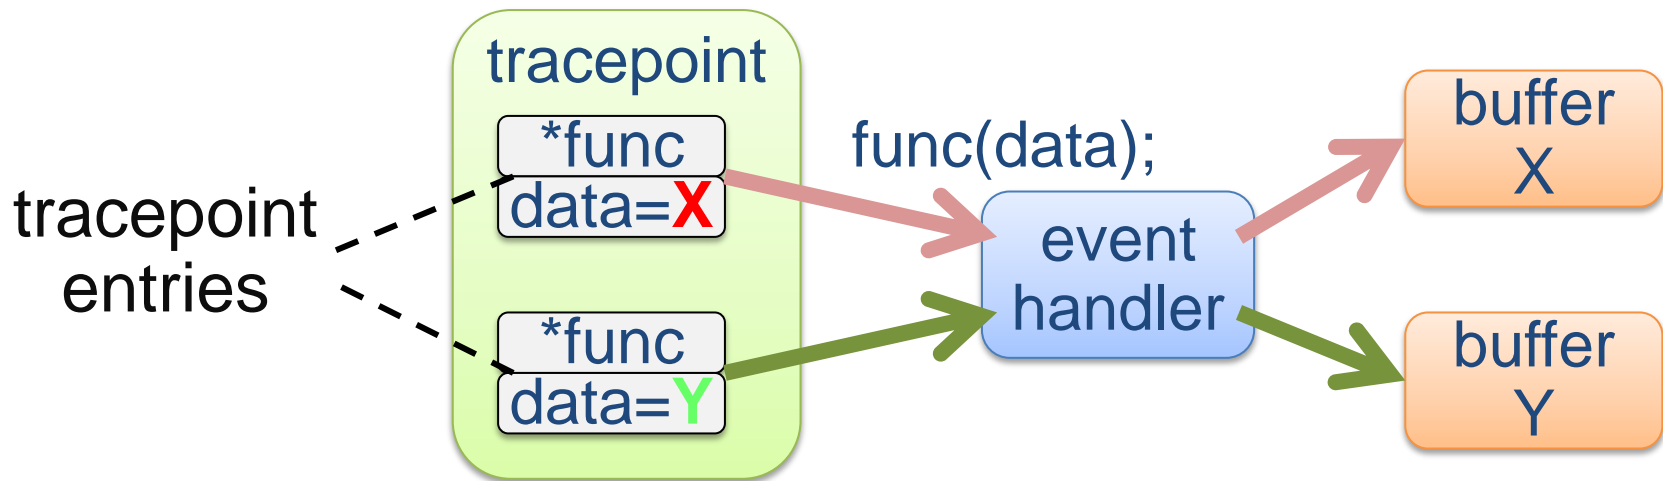 tracepoint
entries
tracepoint
*func
data=X
*func
data=Y
func(data);
event
handler
buffer
X
buffer
Y